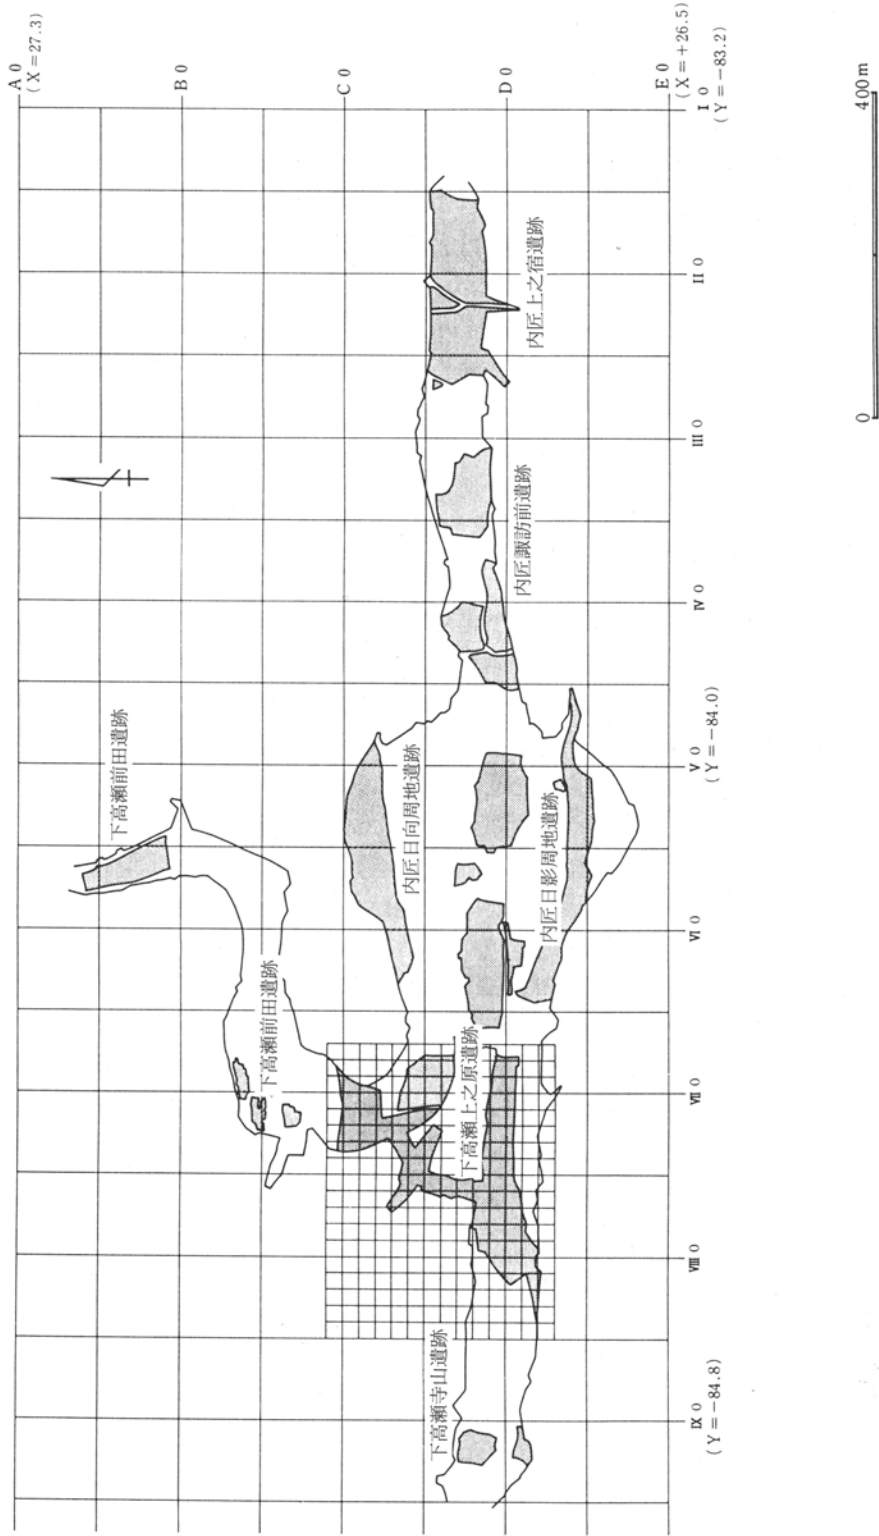 A 0
(X=27.3)
B 0
C 0
D 0
E 0
(X=+26.5)
I 0
(Y=-83.2)
II 0
III 0
IV 0
V 0
(Y=-84.0)
VI 0
VII 0
VIII 0
IX 0
(Y=-84.8)
内匠上之宿遺跡
内匠諏訪前遺跡
下高瀬前田遺跡
内匠日向周地遺跡
内匠日影周地遺跡
下高瀬前田遺跡
下高瀬上之原遺跡
下高瀬寺山遺跡
0
400m